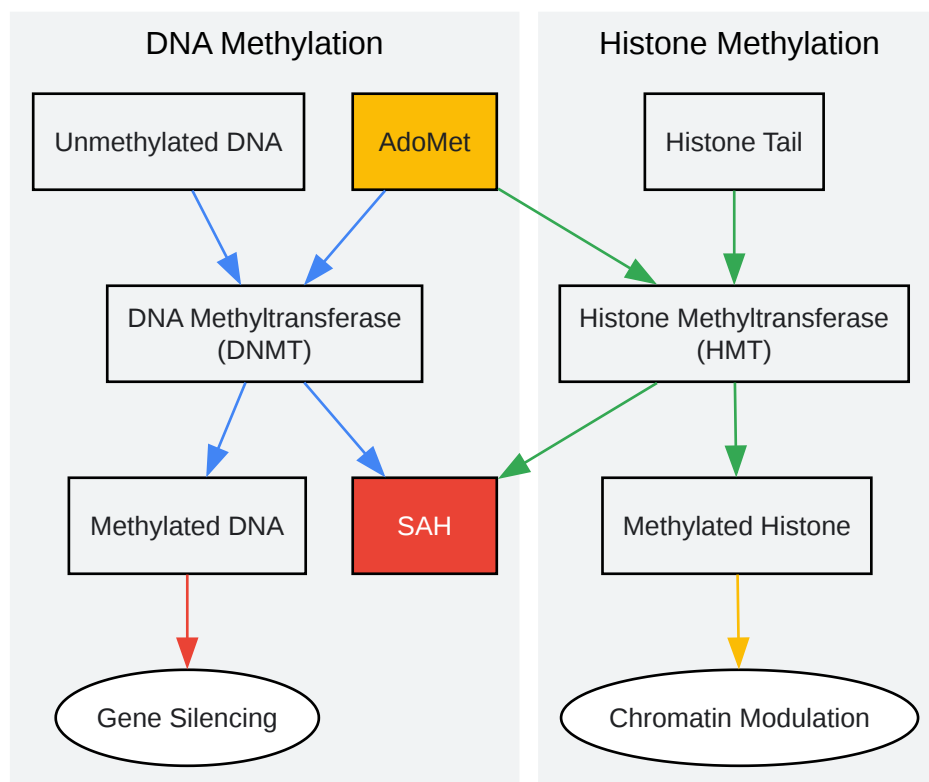 DNA Methylation
Histone Methylation
Unmethylated DNA
AdoMet
Histone Tail
DNA Methyltransferase
(DNMT)
Histone Methyltransferase
(HMT)
Methylated DNA
SAH
Methylated Histone
Gene Silencing
Chromatin Modulation